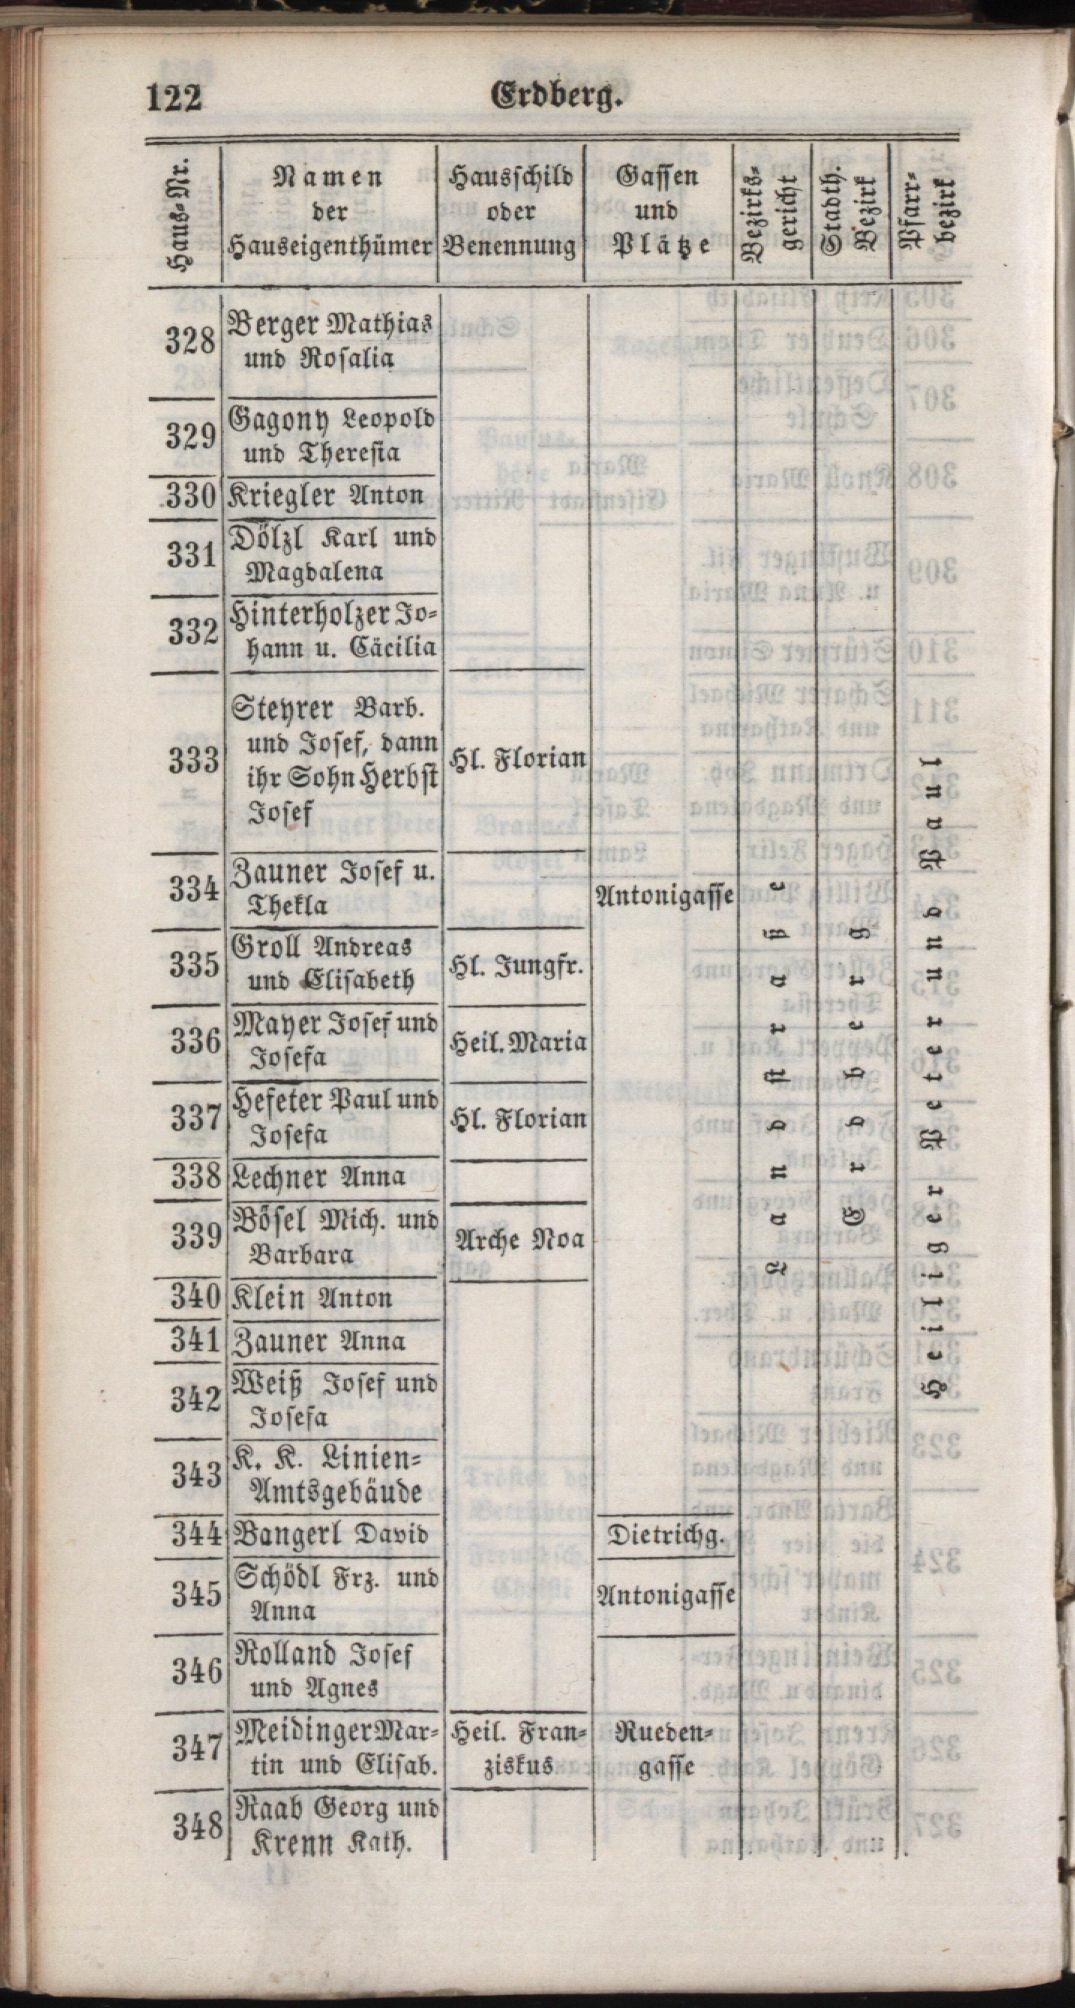 122
Erdberg.
Haus-Nr.
Namen
der
Hauseigenthümer
Hausschild
oder
Benennung
Gassen
und
Plätze
Bezirks-
gericht
Stadth.
Bezirk
Pfarr-
bezirk
328
Berger Mathias
und Rosalia
329
Gagony Leopold
und Theresia
330
Kriegler Anton
331
Dölzl Karl und
Magdalena
332
Hinterholzer Jo-
hann u. Cäcilia
333
Steyrer Barb.
und Josef, dann
ihr Sohn Herbst
Josef
Hl. Florian
334
Zauner Josef u.
Thekla
Antonigasse
335
Groll Andreas
und Elisabeth
Hl. Jungfr.
336
Mayer Josef und
Josefa
Heil. Maria
337
Hefeter Paul und
Josefa
Hl. Florian
338
Lechner Anna
339
Bösel Mich. und
Barbara
Arche Noa
340
Klein Anton
341
Zauner Anna
342
Weiß Josef und
Josefa
343
K. K. Linien-
Amtsgebäude
344
Bangerl David
Dietrichg.
345
Schödl Frz. und
Anna
Antonigasse
346
Rolland Josef
und Agnes
347
Meidinger Mar-
tin und Elisab.
Heil. Fran-
ziskus
Rueden-
gasse
348
Raab Georg und
Krenn Kath.
Landstraße
Erdberg
Heiliger Peter und Paul